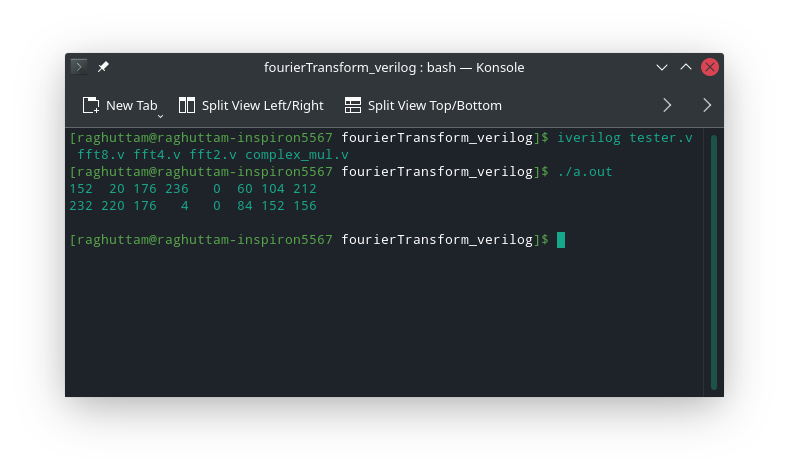 fourierTransform_verilog : bash — Konsole
New Tab Split View Left/Right Split View Top/Bottom
[raghuttam@raghuttam-inspiron5567 fourierTransform_verilog]$ iverilog tester.v
 fft8.v fft4.v fft2.v complex_mul.v
[raghuttam@raghuttam-inspiron5567 fourierTransform_verilog]$ ./a.out
152  20 176 236   0  60 104 212
232 220 176   4   0  84 152 156
[raghuttam@raghuttam-inspiron5567 fourierTransform_verilog]$